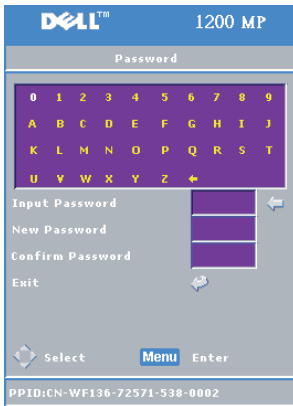 DELL™ 1200 MP
Password
0 1 2 3 4 5 6 7 8 9
A B C D E F G H I J
K L M N O P Q R S T
U V W X Y Z ←
Input Password
New Password
Confirm Password
Exit
Select Menu Enter
PPID:CN-WF136-72571-538-0002